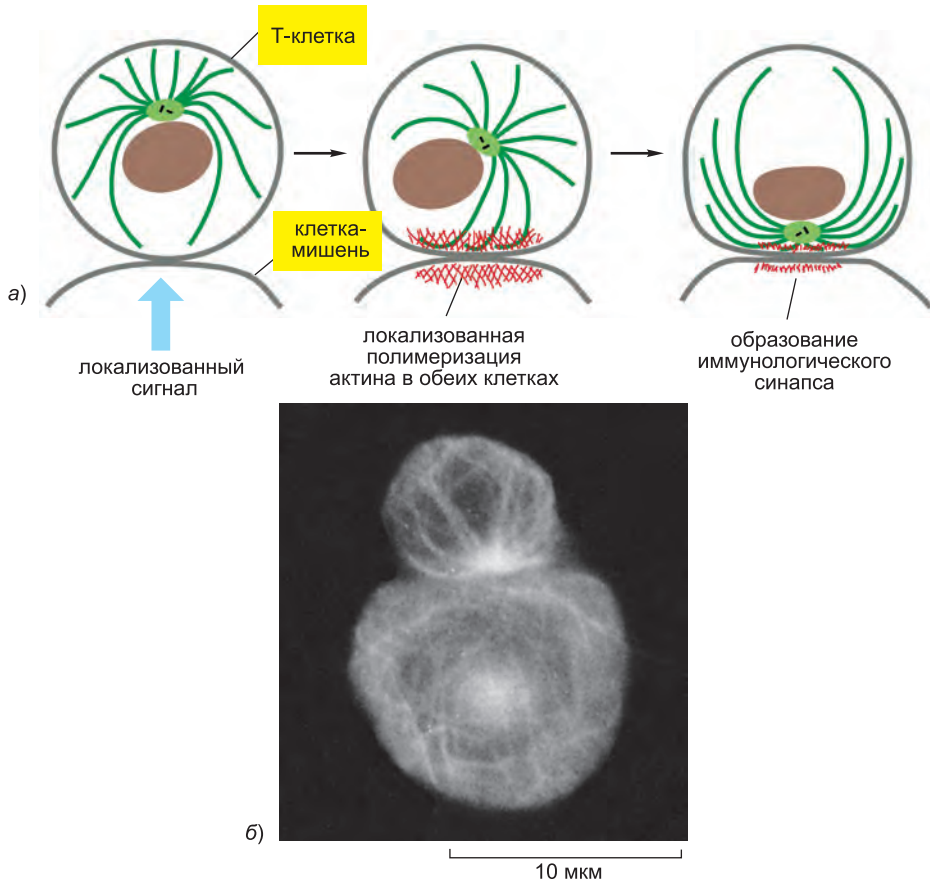 Т-клетка
клетка-
мишень
а)
локализованный
сигнал
локализованная
полимеризация
актина в обеих клетках
образование
иммунологического
синапса
б)
10 мкм